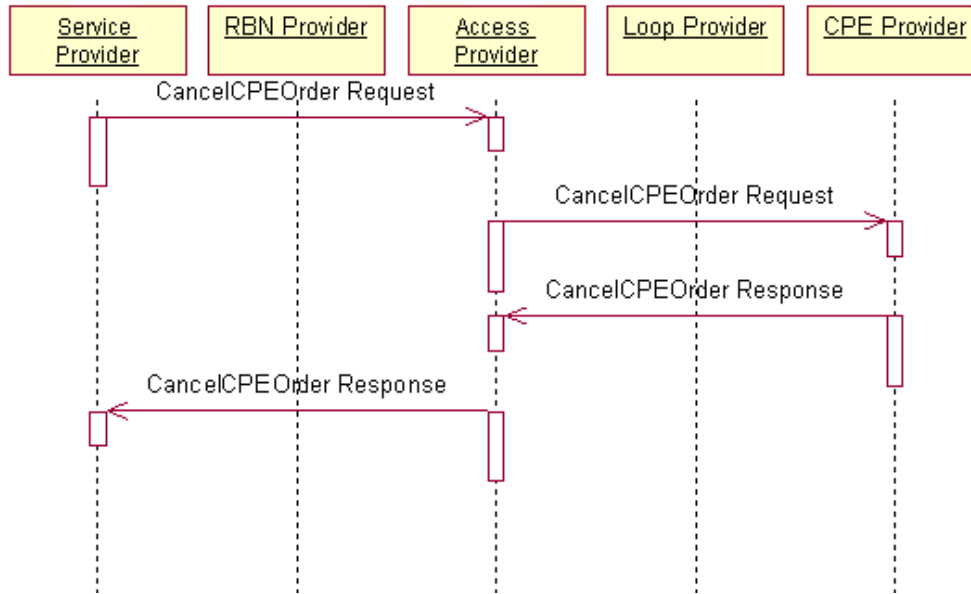 Service
Provider
RBN Provider
Access
Provider
Loop Provider
CPE Provider
CancelCPEOrder Request
CancelCPEOrder Request
CancelCPEOrder Response
CancelCPEOrder Response